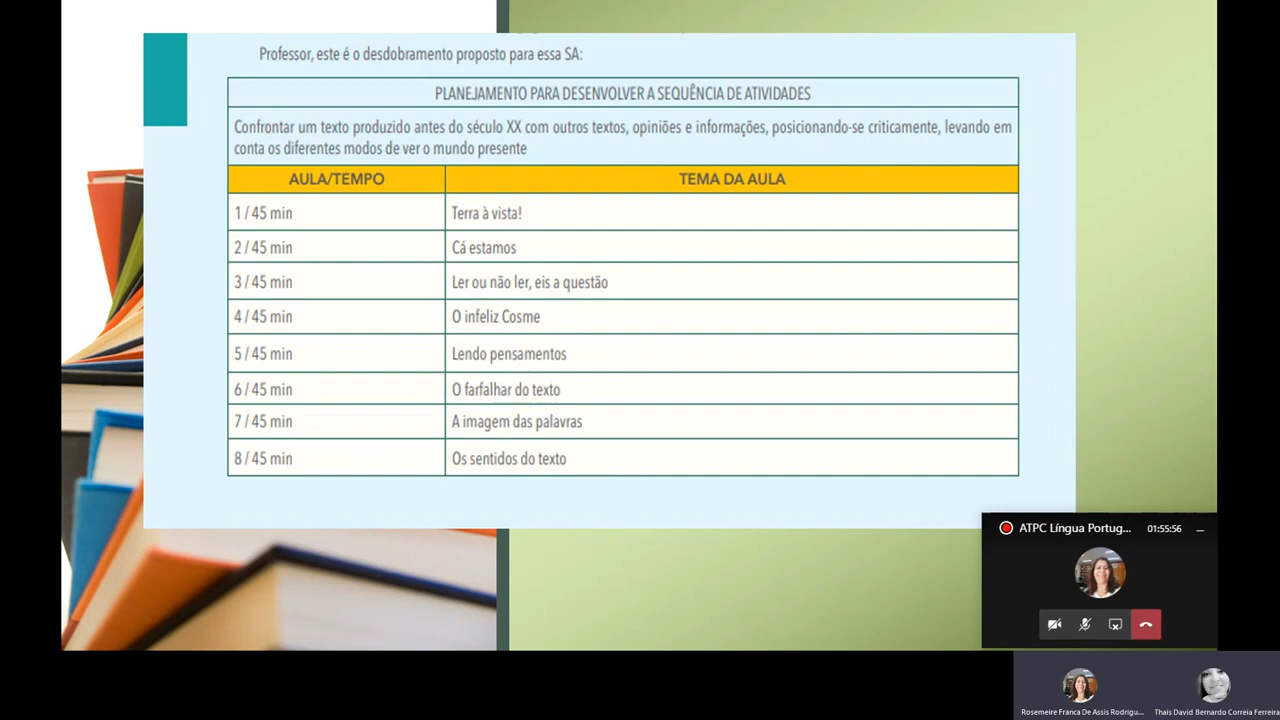 Professor, este é o desdobramento proposto para essa SA:
PLANEJAMENTO PARA DESENVOLVER A SEQUÊNCIA DE ATIVIDADES
Confrontar um texto produzido antes do século XX com outros textos, opiniões e informações, posicionando-se criticamente, levando em
conta os diferentes modos de ver o mundo presente
AULA/TEMPO TEMA DA AULA
1 / 45 min Terra à vista!
2 / 45 min Cá estamos
3 / 45 min Ler ou não ler, eis a questão
4 / 45 min O infeliz Cosme
5 / 45 min Lendo pensamentos
6 / 45 min O farfalhar do texto
7 / 45 min A imagem das palavras
8 / 45 min Os sentidos do texto
ATPC Língua Portug... 01:55:56
Rosemeire Franca De Assis Rodrigu... Thais David Bernardo Correia Ferreira